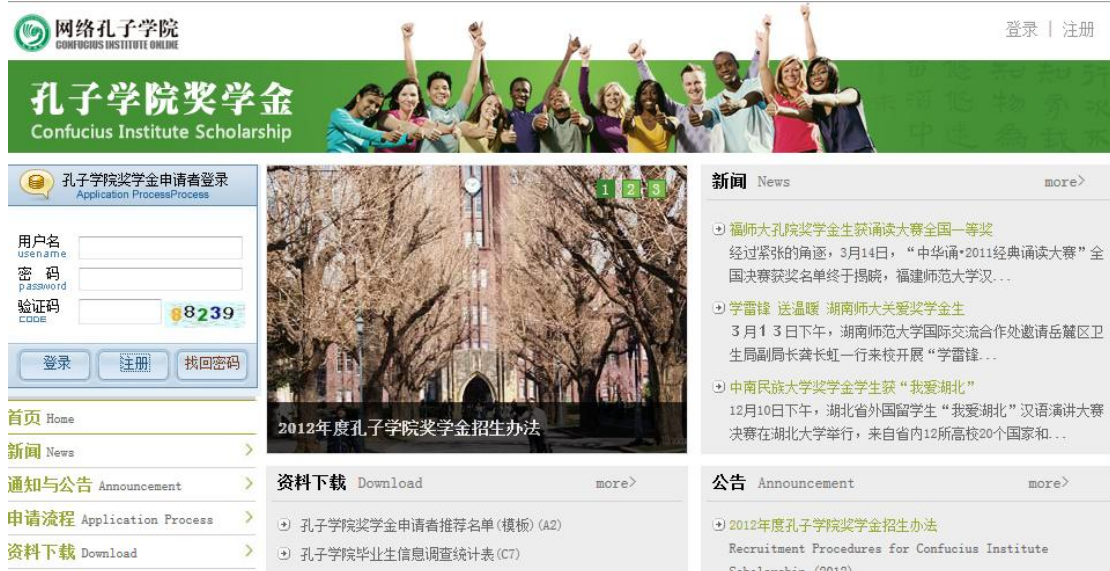 网络孔子学院
CONFUCIUS INSTITUTE ONLINE
登录 | 注册
孔子学院奖学金
Confucius Institute Scholarship
孔子学院奖学金申请者登录
Application ProcessProcess
用户名
usename
密 码
password
验证码
CODE
88239
登录 注册 找回密码
首页 Home
新闻 News
通知与公告 Announcement
申请流程 Application Process
资料下载 Download
1 2 3
2012年度孔子学院奖学金招生办法
资料下载 Download more>
孔子学院奖学金申请者推荐名单(模板)(A2)
孔子学院毕业生信息调查统计表(C7)
新闻 News more>
福师大孔院奖学金生获诵读大赛全国一等奖
经过紧张的角逐，3月14日，“中华诵•2011经典诵读大赛”全
国决赛获奖名单终于揭晓，福建师范大学汉...
学雷锋 送温暖 湖南师大关爱奖学金生
３月１３日下午，湖南师范大学国际交流合作处邀请岳麓区卫
生局副局长龚长虹一行来校开展“学雷锋...
中南民族大学奖学金学生获“我爱湖北”
12月10日下午，湖北省外国留学生“我爱湖北”汉语演讲大赛
决赛在湖北大学举行，来自省内12所高校20个国家和...
公告 Announcement more>
2012年度孔子学院奖学金招生办法
Recruitment Procedures for Confucius Institute
Scholarship (2012)